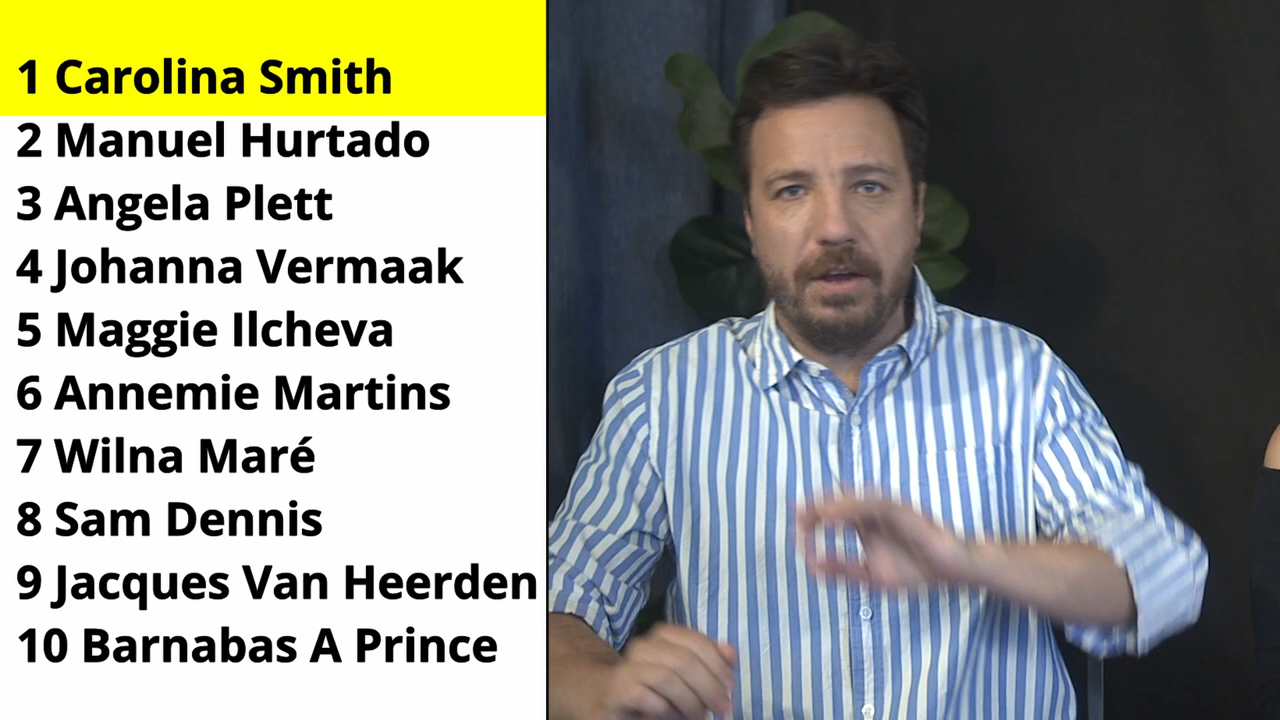 1 Carolina Smith
2 Manuel Hurtado
3 Angela Plett
4 Johanna Vermaak
5 Maggie Ilcheva
6 Annemie Martins
7 Wilna Maré
8 Sam Dennis
9 Jacques Van Heerden
10 Barnabas A Prince